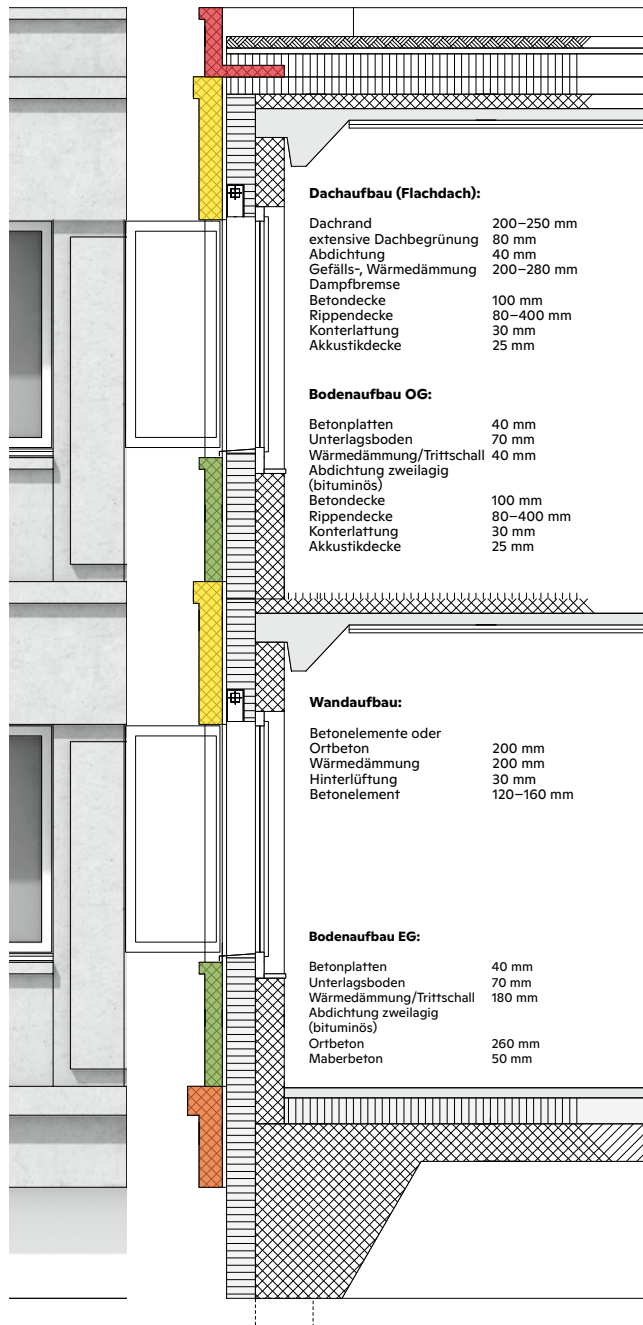 Dachaufbau (Flachdach):
Dachrand 200–250 mm
extensive Dachbegrünung 80 mm
Abdichtung 40 mm
Gefälls-, Wärmedämmung 200–280 mm
Dampfbremse
Betondecke 100 mm
Rippendecke 80–400 mm
Konterlattung 30 mm
Akkustikdecke 25 mm
Bodenaufbau OG:
Betonplatten 40 mm
Unterlagsboden 70 mm
Wärmedämmung/Trittschall 40 mm
Abdichtung zweilagig
(bituminös)
Betondecke 100 mm
Rippendecke 80–400 mm
Konterlattung 30 mm
Akkustikdecke 25 mm
Wandaufbau:
Betonelemente oder
Ortbeton 200 mm
Wärmedämmung 200 mm
Hinterlüftung 30 mm
Betonelement 120–160 mm
Bodenaufbau EG:
Betonplatten 40 mm
Unterlagsboden 70 mm
Wärmedämmung/Trittschall 180 mm
Abdichtung zweilagig
(bituminös)
Ortbeton 260 mm
Maberbeton 50 mm